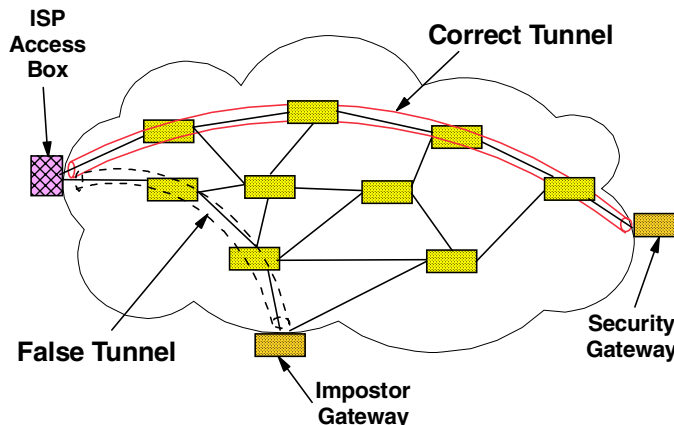 ISP
Access
Box
Correct Tunnel
False Tunnel
Impostor
Gateway
Security
Gateway